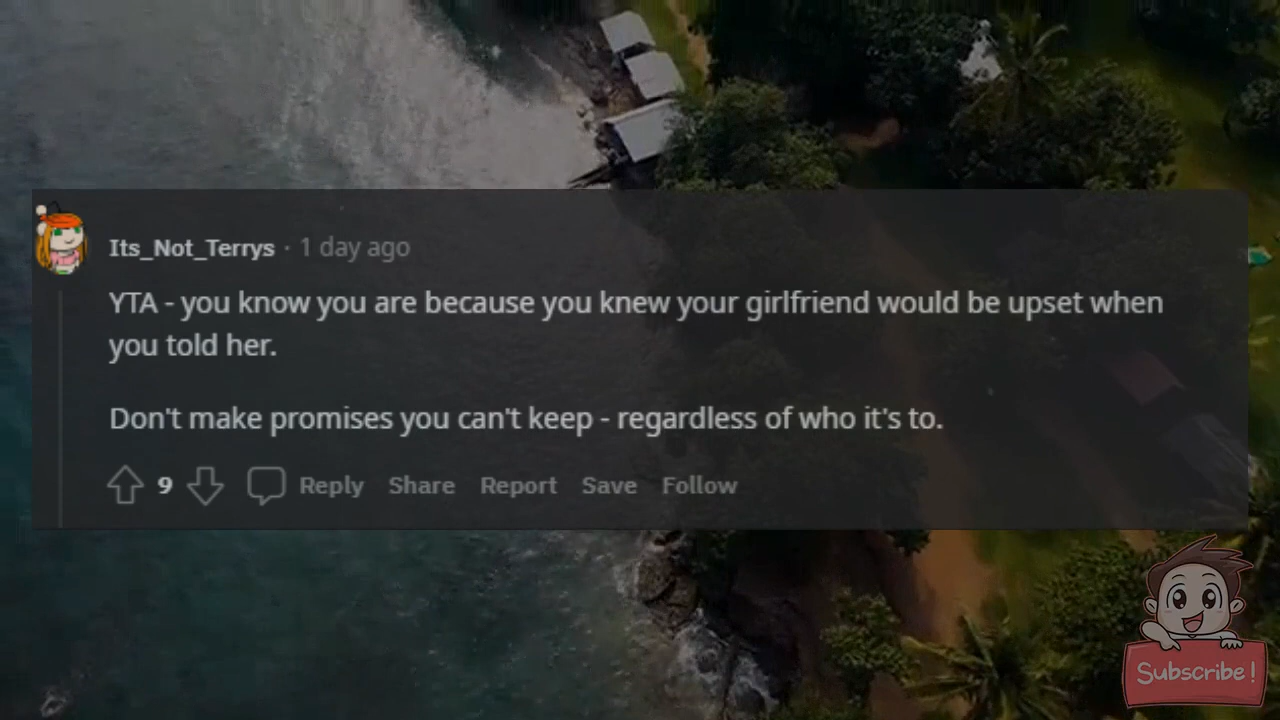 Its_Not_Terrys · 1 day ago
YTA - you know you are because you knew your girlfriend would be upset when
you told her.
Don't make promises you can't keep - regardless of who it's to.
9 Reply Share Report Save Follow
Subscribe!